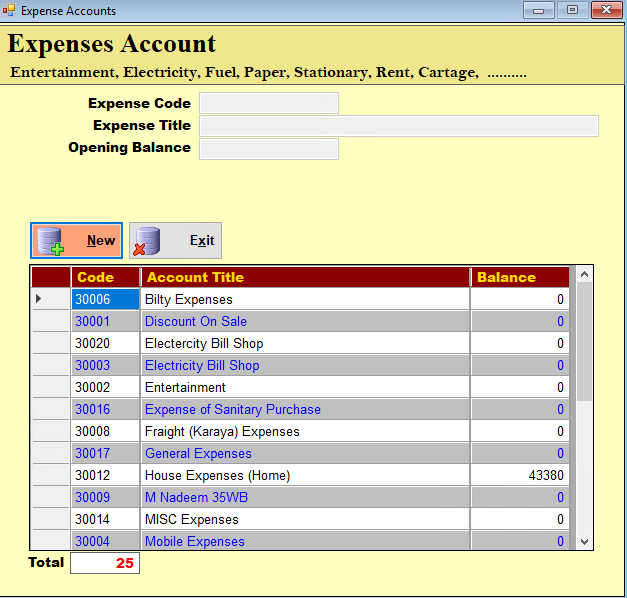 Expense Accounts
Expenses Account
Entertainment, Electricity, Fuel, Paper, Stationary, Rent, Cartage, ..........
Expense Code
Expense Title
Opening Balance
New Exit
Code Account Title Balance
30006 Bilty Expenses 0
30001 Discount On Sale 0
30020 Electercity Bill Shop 0
30003 Electricity Bill Shop 0
30002 Entertainment 0
30016 Expense of Sanitary Purchase 0
30008 Fraight (Karaya) Expenses 0
30017 General Expenses 0
30012 House Expenses (Home) 43380
30009 M Nadeem 35WB 0
30014 MISC Expenses 0
30004 Mobile Expenses 0
Total 25